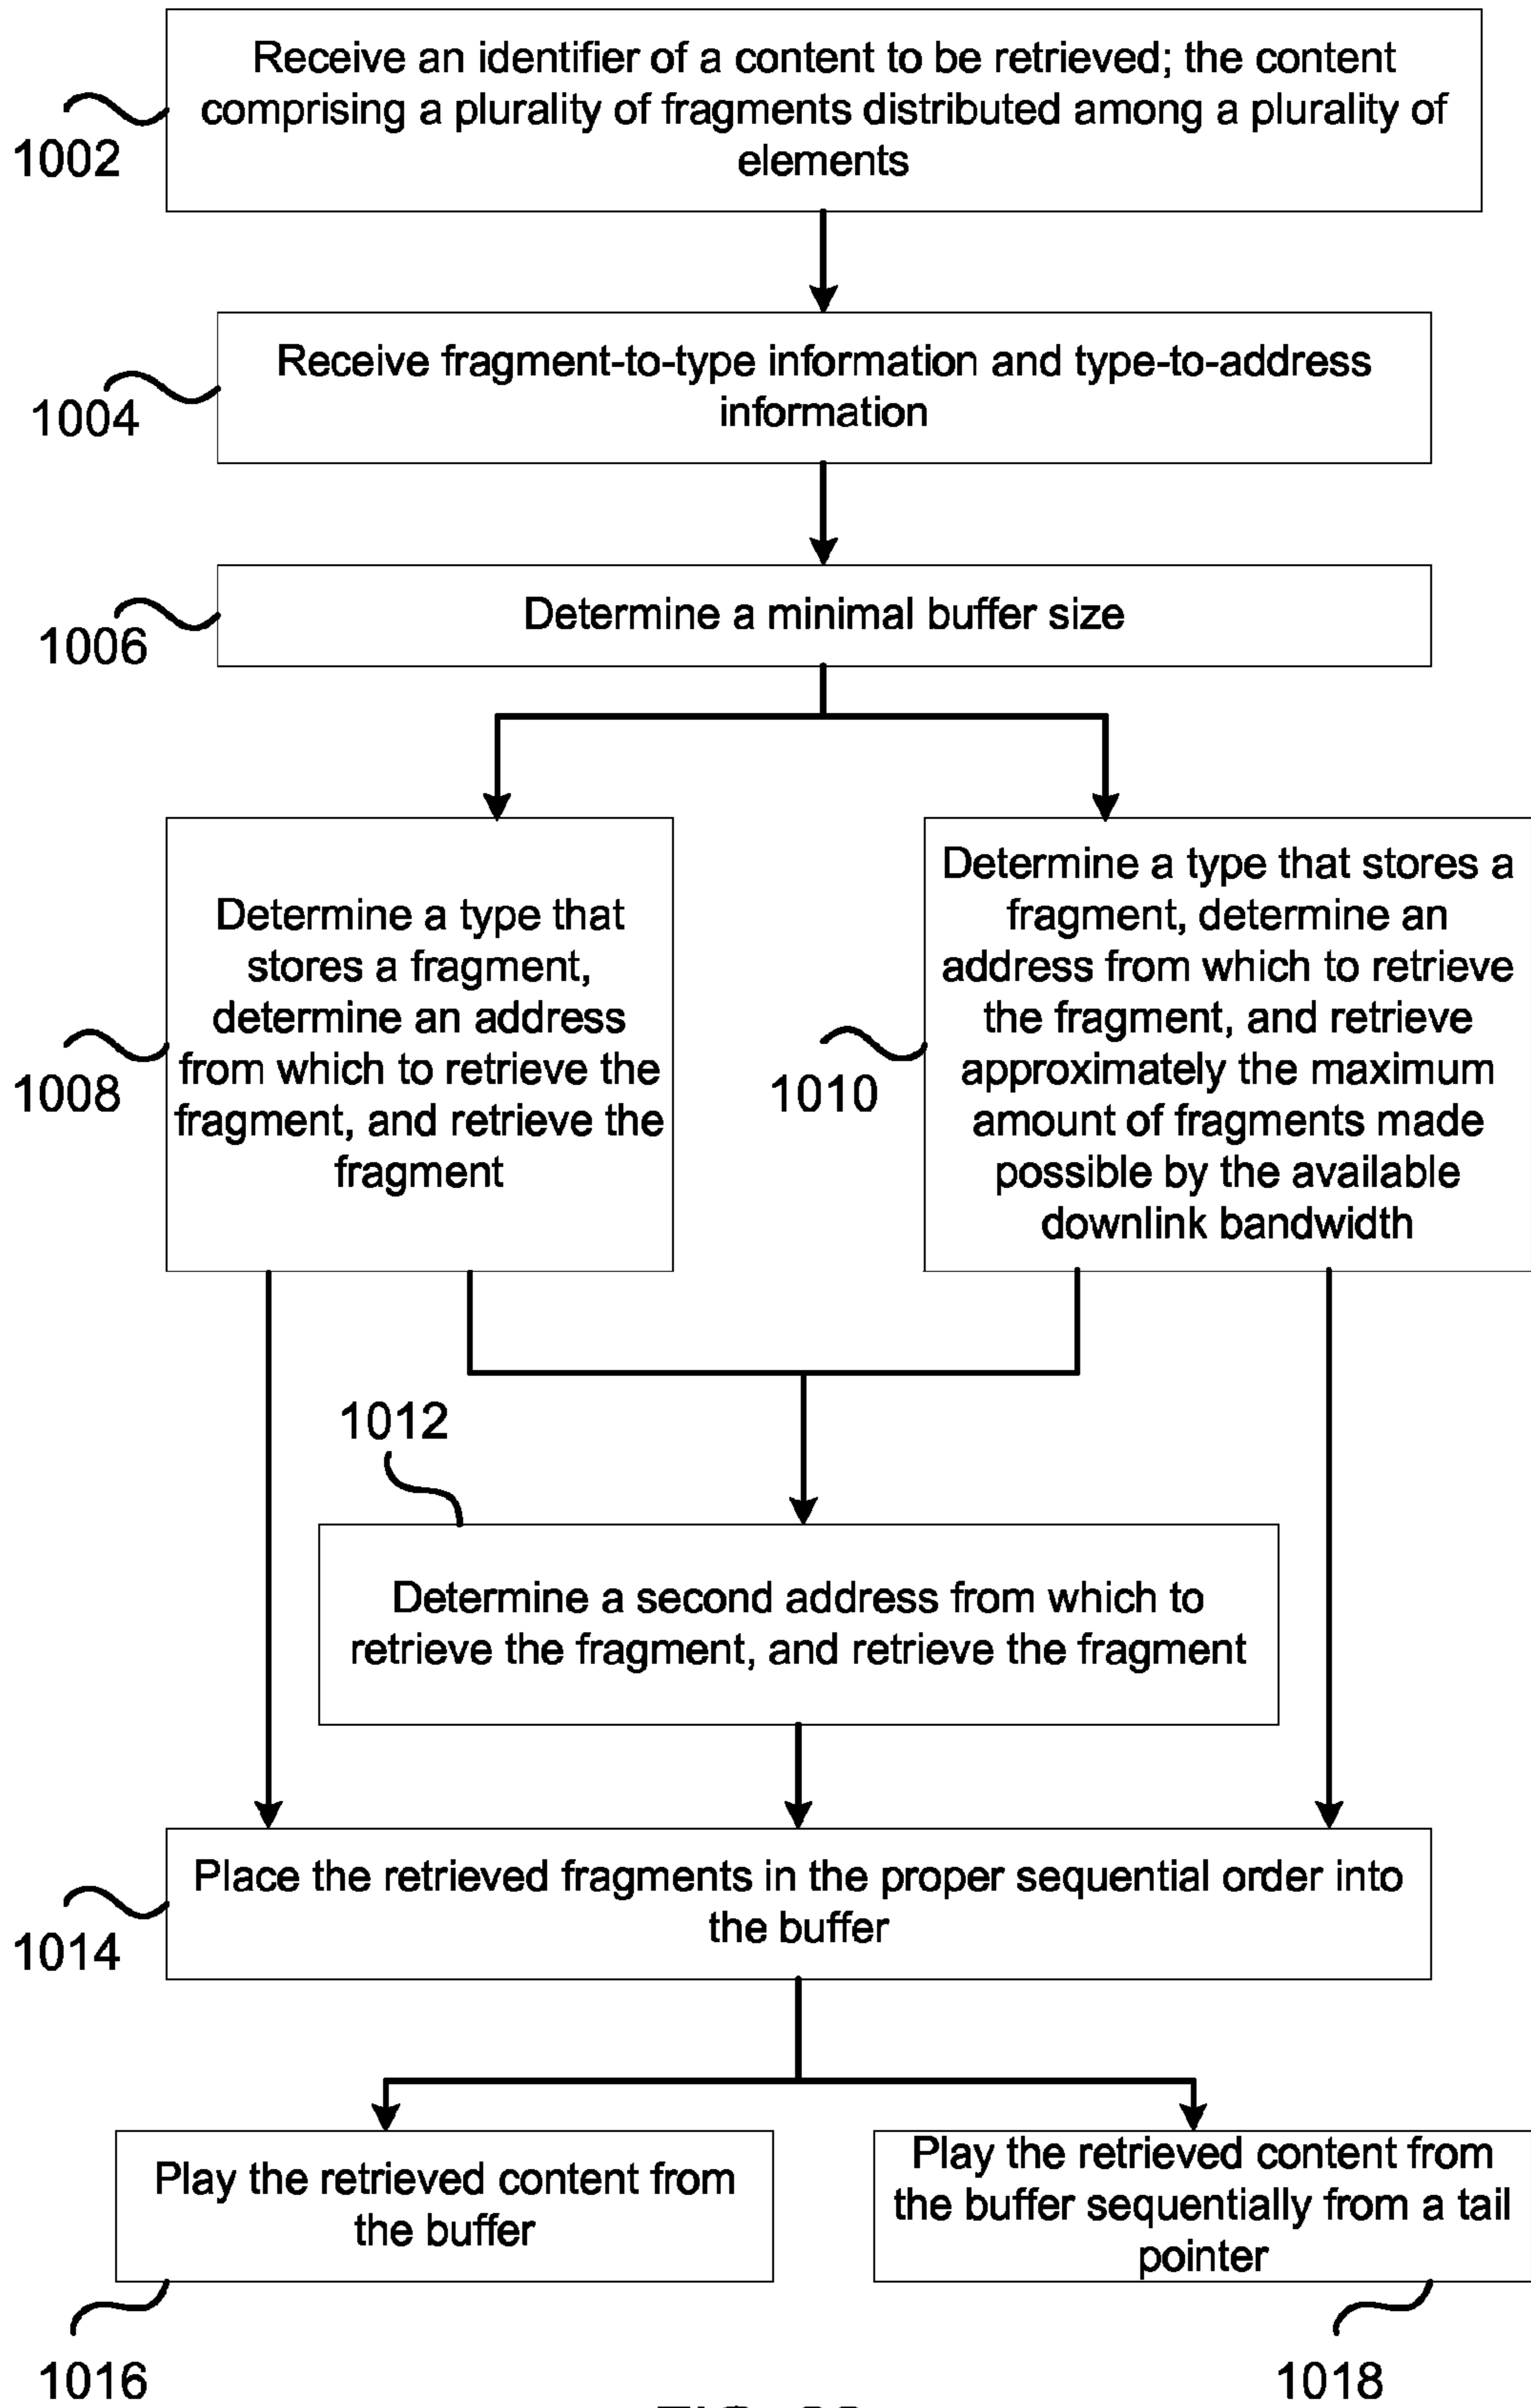 Receive an identifier of a content to be retrieved; the content
comprising a plurality of fragments distributed among a plurality of
elements
1002
Receive fragment-to-type information and type-to-address
information
1004
Determine a minimal buffer size
1006
Determine a type that
stores a fragment,
determine an address
from which to retrieve the
fragment, and retrieve the
fragment
1008
Determine a type that stores a
fragment, determine an
address from which to retrieve
the fragment, and retrieve
approximately the maximum
amount of fragments made
possible by the available
downlink bandwidth
1010
1012
Determine a second address from which to
retrieve the fragment, and retrieve the fragment
Place the retrieved fragments in the proper sequential order into
the buffer
1014
Play the retrieved content from
the buffer
Play the retrieved content from
the buffer sequentially from a tail
pointer
1016
1018